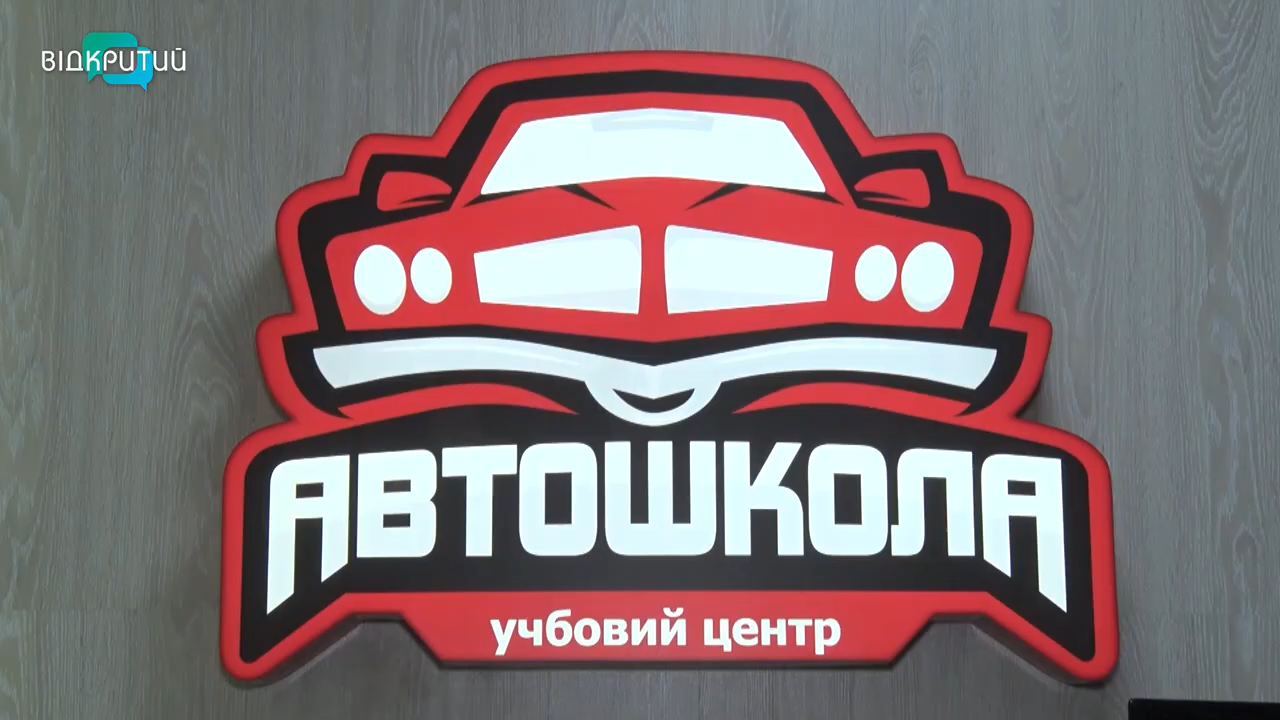 ВІДКРИТИЙ
АВТОШКОЛА
учбовий центр